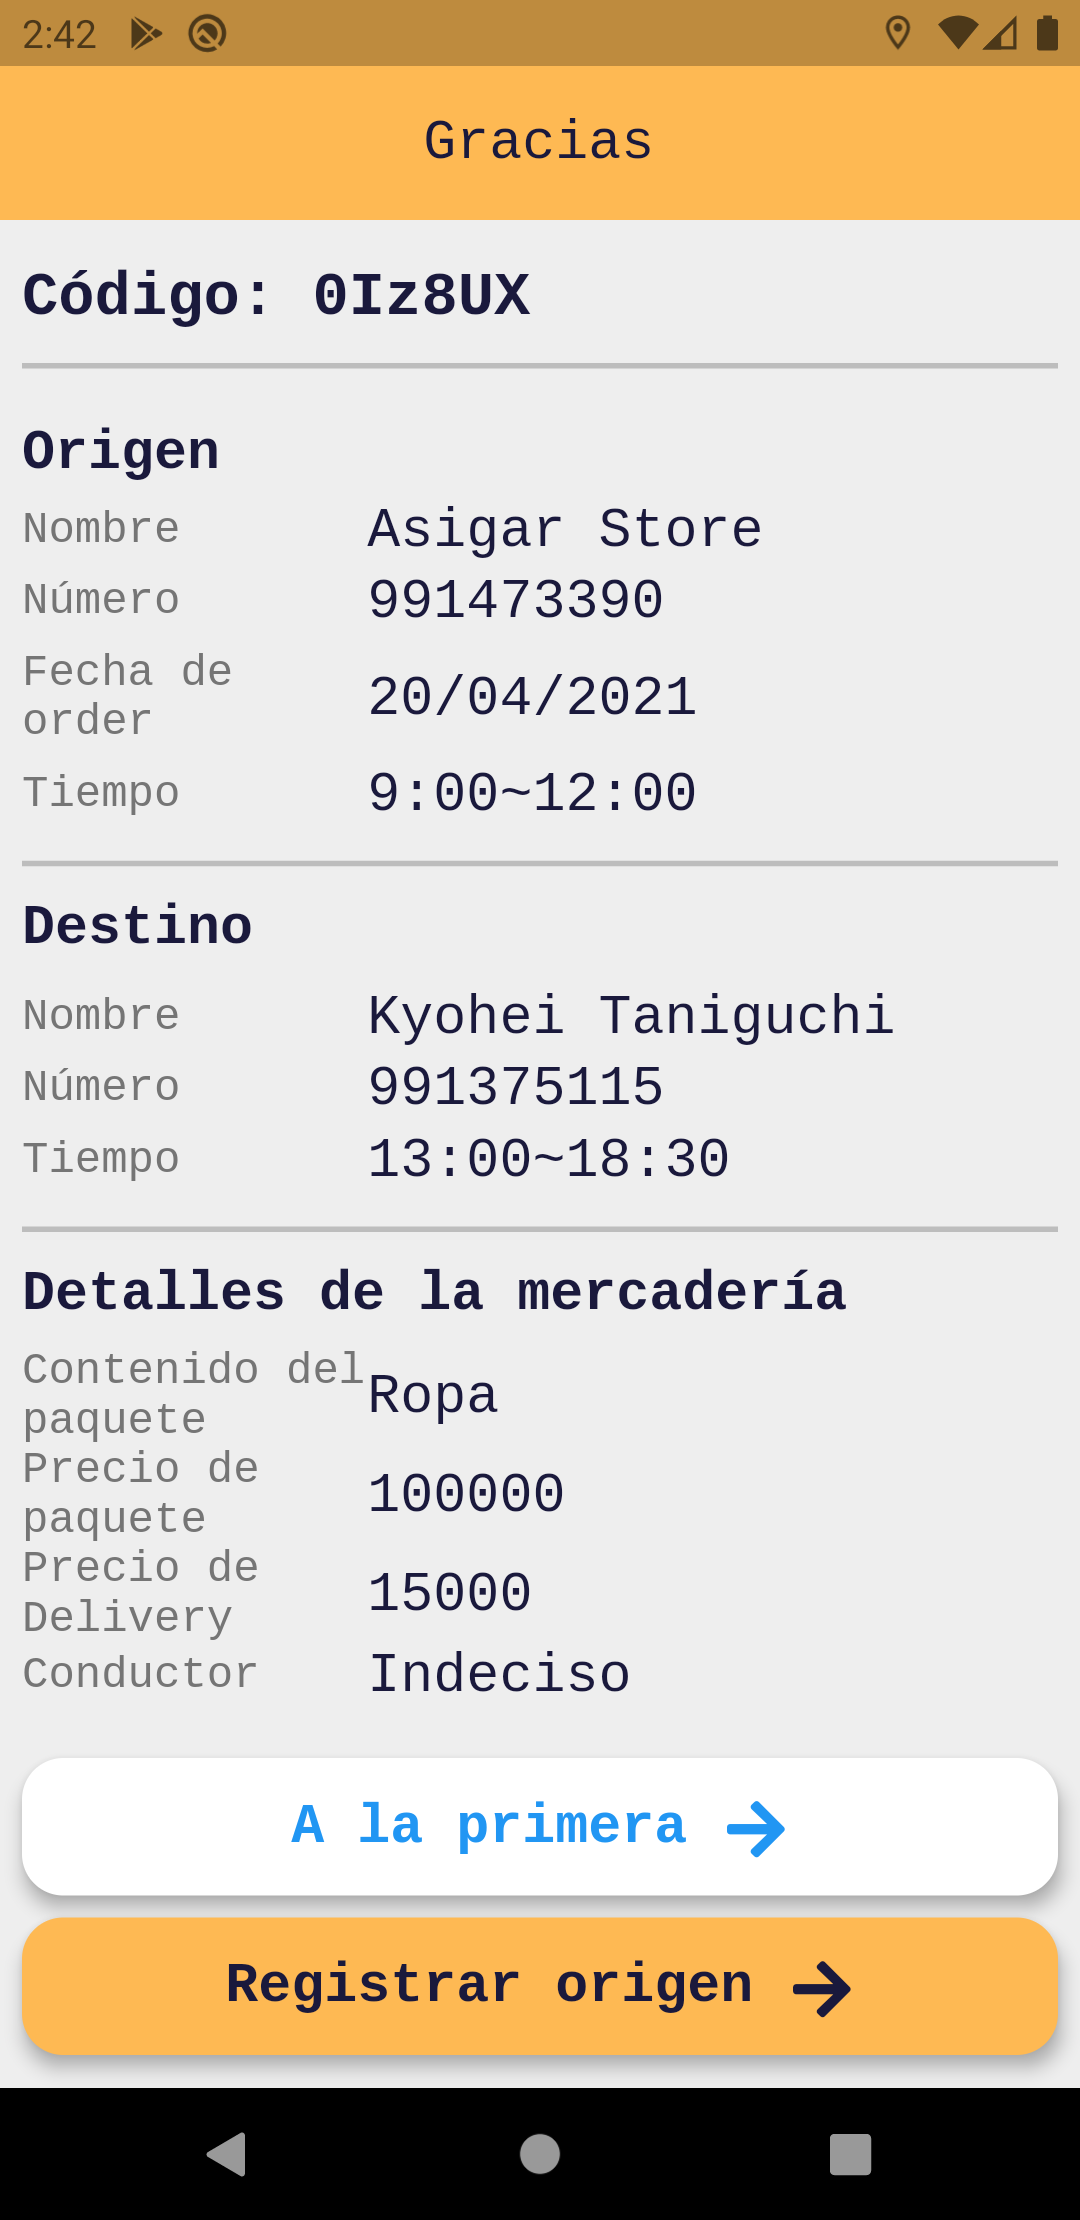 2:42
Gracias
Código: 0Iz8UX
Origen
Nombre Asigar Store
Número 991473390
Fecha de
order 20/04/2021
Tiempo 9:00~12:00
Destino
Nombre Kyohei Taniguchi
Número 991375115
Tiempo 13:00~18:30
Detalles de la mercadería
Contenido del
paquete Ropa
Precio de
paquete 100000
Precio de
Delivery 15000
Conductor Indeciso
A la primera
Registrar origen